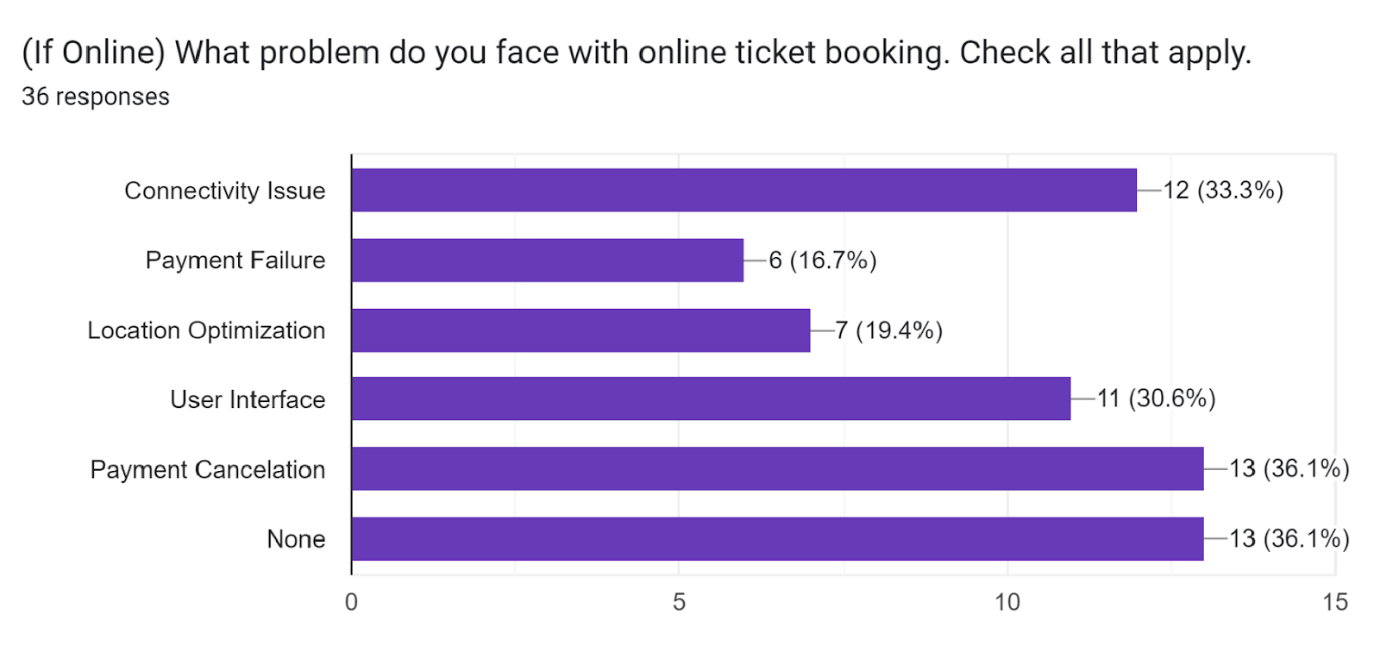 (If Online) What problem do you face with online ticket booking. Check all that apply.
36 responses
Connectivity Issue 12 (33.3%)
Payment Failure 6 (16.7%)
Location Optimization 7 (19.4%)
User Interface 11 (30.6%)
Payment Cancelation 13 (36.1%)
None 13 (36.1%)
0 5 10 15